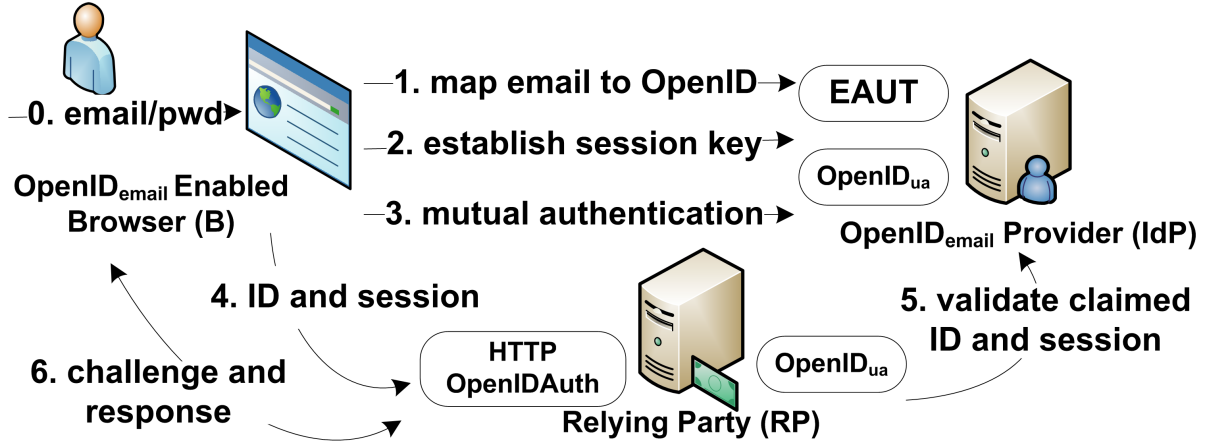 0. email/pwd
1. map email to OpenID
EAUT
2. establish session key
OpenIDua
3. mutual authentication
OpenIDemail Enabled
Browser (B)
OpenIDemail Provider (IdP)
4. ID and session
5. validate claimed
ID and session
HTTP
OpenIDAuth
OpenIDua
6. challenge and
response
Relying Party (RP)